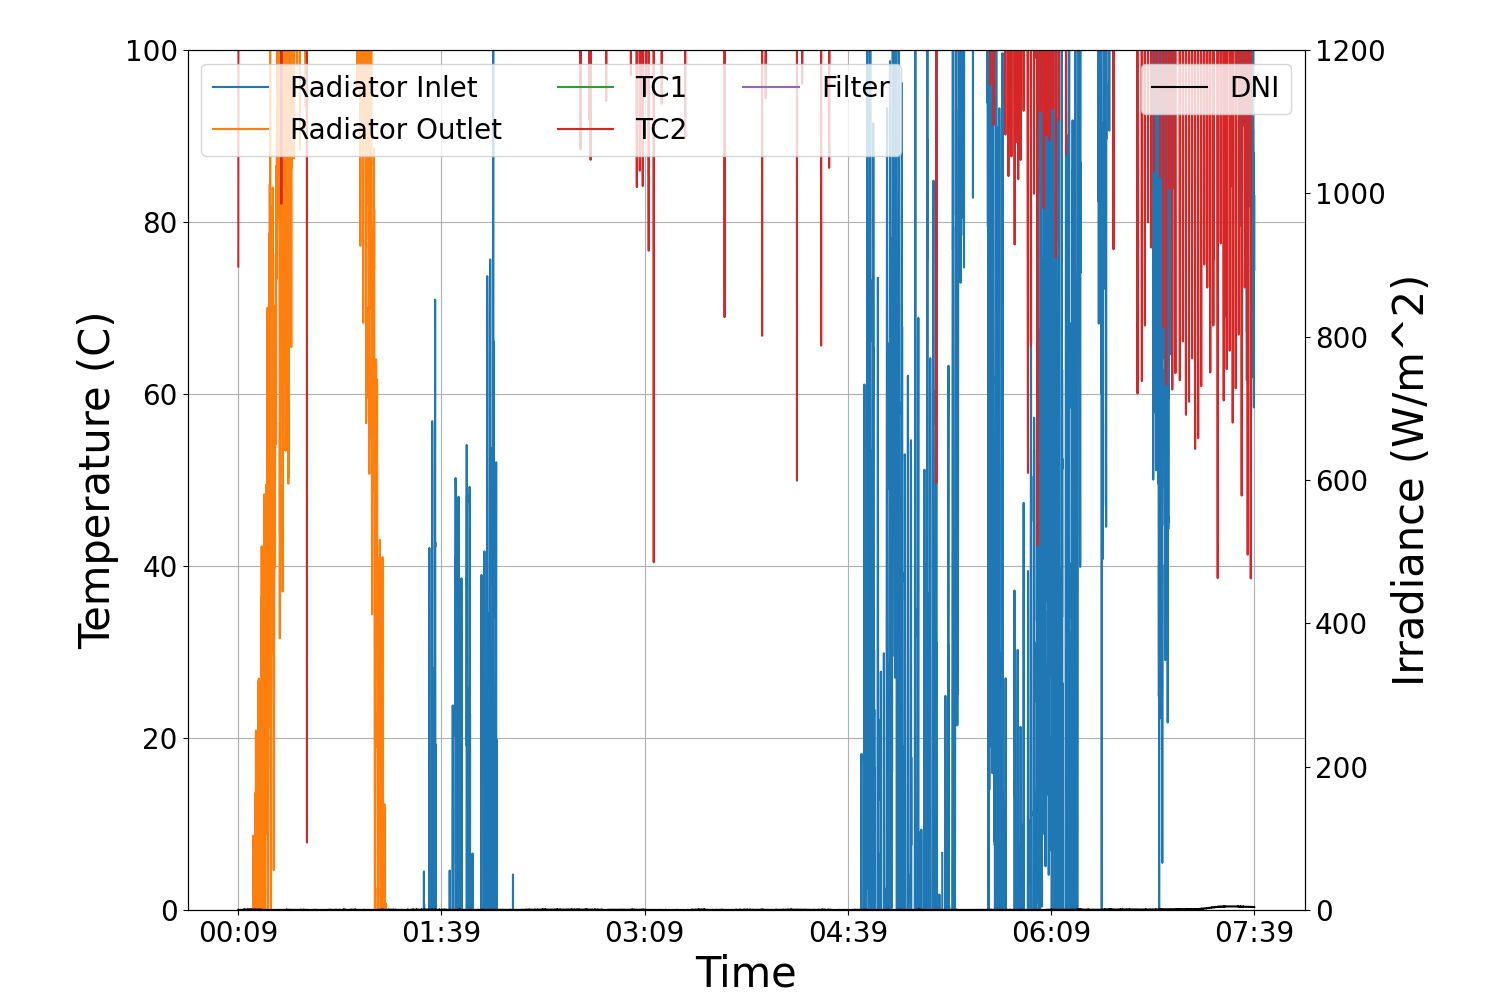 100
80
60
40
20
0
Temperature (C)
Radiator Inlet
Radiator Outlet
TC1
TC2
Filter
DNI
1200
1000
800
600
400
200
0
Irradiance (W/m^2)
00:09
01:39
03:09
04:39
06:09
07:39
Time